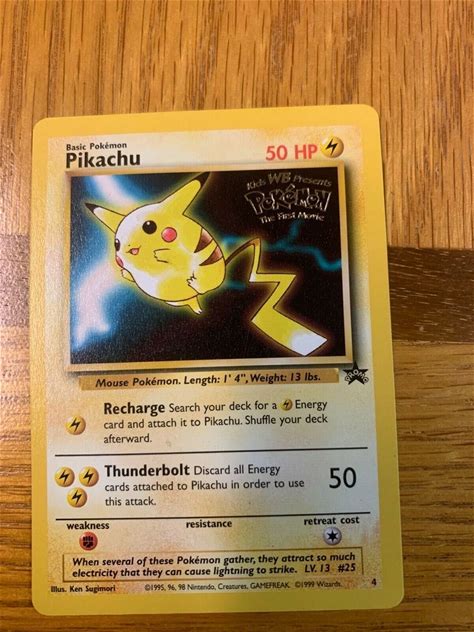 Basic Pokémon
Pikachu
50 HP
Kids WB Presents
POKéMON
The First Movie
Mouse Pokémon. Length: 1' 4", Weight: 13 lbs.
PROMO
Recharge Search your deck for a Energy
card and attach it to Pikachu. Shuffle your deck
afterward.
Thunderbolt Discard all Energy
cards attached to Pikachu in order to use
this attack.
50
weakness
resistance
retreat cost
When several of these Pokémon gather, they attract so much
electricity that they can cause lightning to strike. LV. 13 #25
Illus. Ken Sugimori
©1995, 96, 98 Nintendo, Creatures, GAMEFREAK. ©1999 Wizards.
4